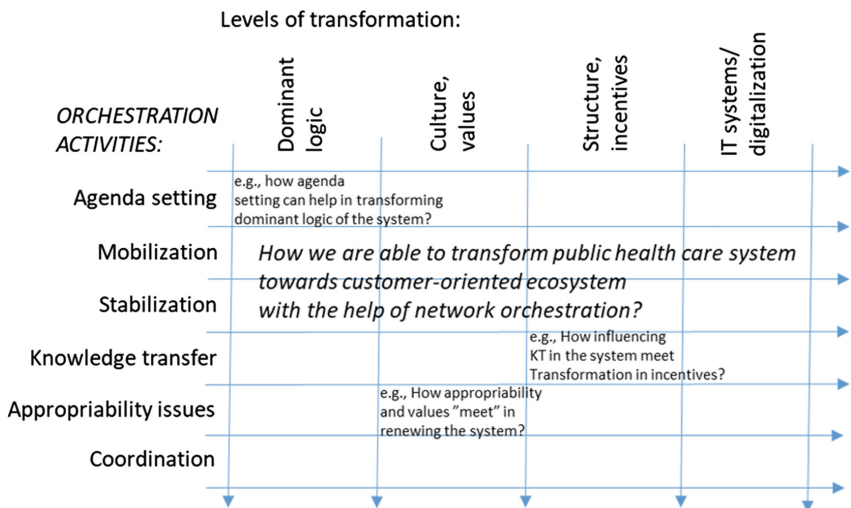 Levels of transformation:
Dominant
logic
Culture,
values
Structure,
incentives
IT systems/
digitalization
ORCHESTRATION
ACTIVITIES:
Agenda setting
e.g., how agenda
setting can help in transforming
dominant logic of the system?
Mobilization
How we are able to transform public health care system
towards customer-oriented ecosystem
Stabilization
with the help of network orchestration?
Knowledge transfer
e.g., How influencing
KT in the system meet
Transformation in incentives?
Appropriability issues
e.g., How appropriability
and values ”meet” in
renewing the system?
Coordination